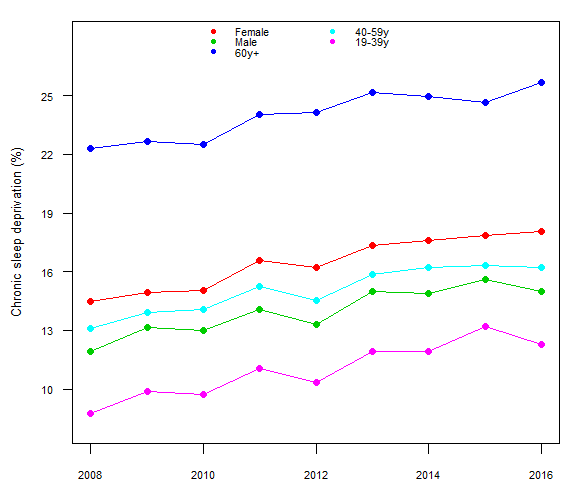 Female
Male
60y+
40-59y
19-39y
Chronic sleep deprivation (%)
25
22
19
16
13
10
2008 2010 2012 2014 2016